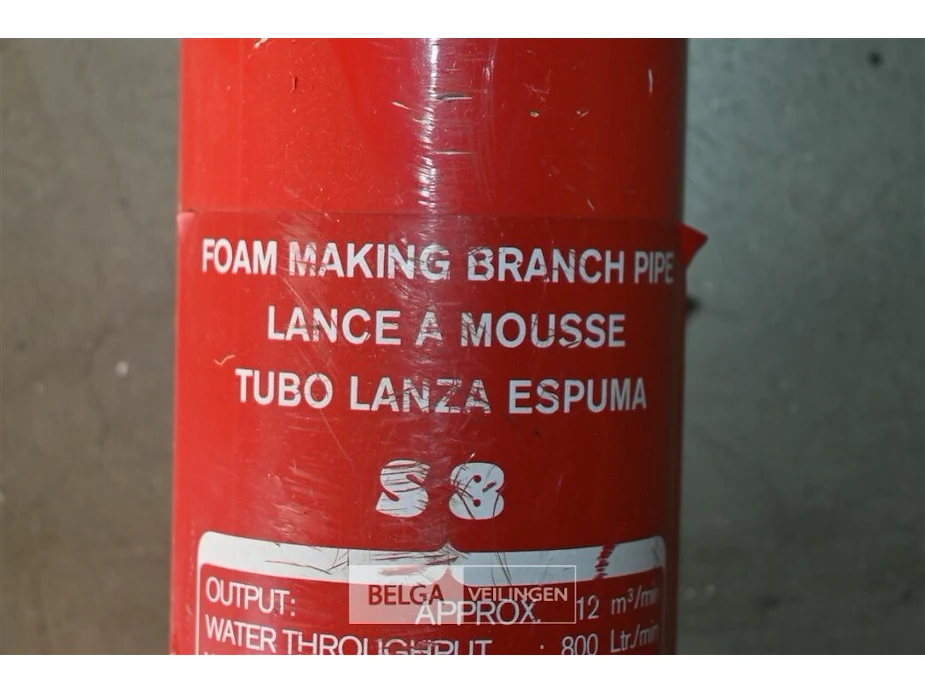 FOAM MAKING BRANCH PIPE
LANCE A MOUSSE
TUBO LANZA ESPUMA
S 8
OUTPUT: APPROX. 12 m³/min
WATER THROUGHPUT : 800 Ltr/min
BELGA VEILINGEN